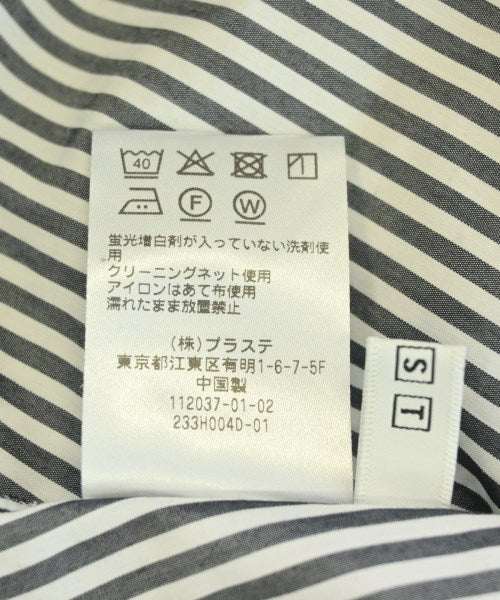 40
F W
蛍光増白剤が入っていない洗剤使
用
クリーニングネット使用
アイロンはあて布使用
濡れたまま放置禁止
(株)プラステ
東京都江東区有明1-6-7-5F
中国製
112037-01-02
233H004D-01
S T